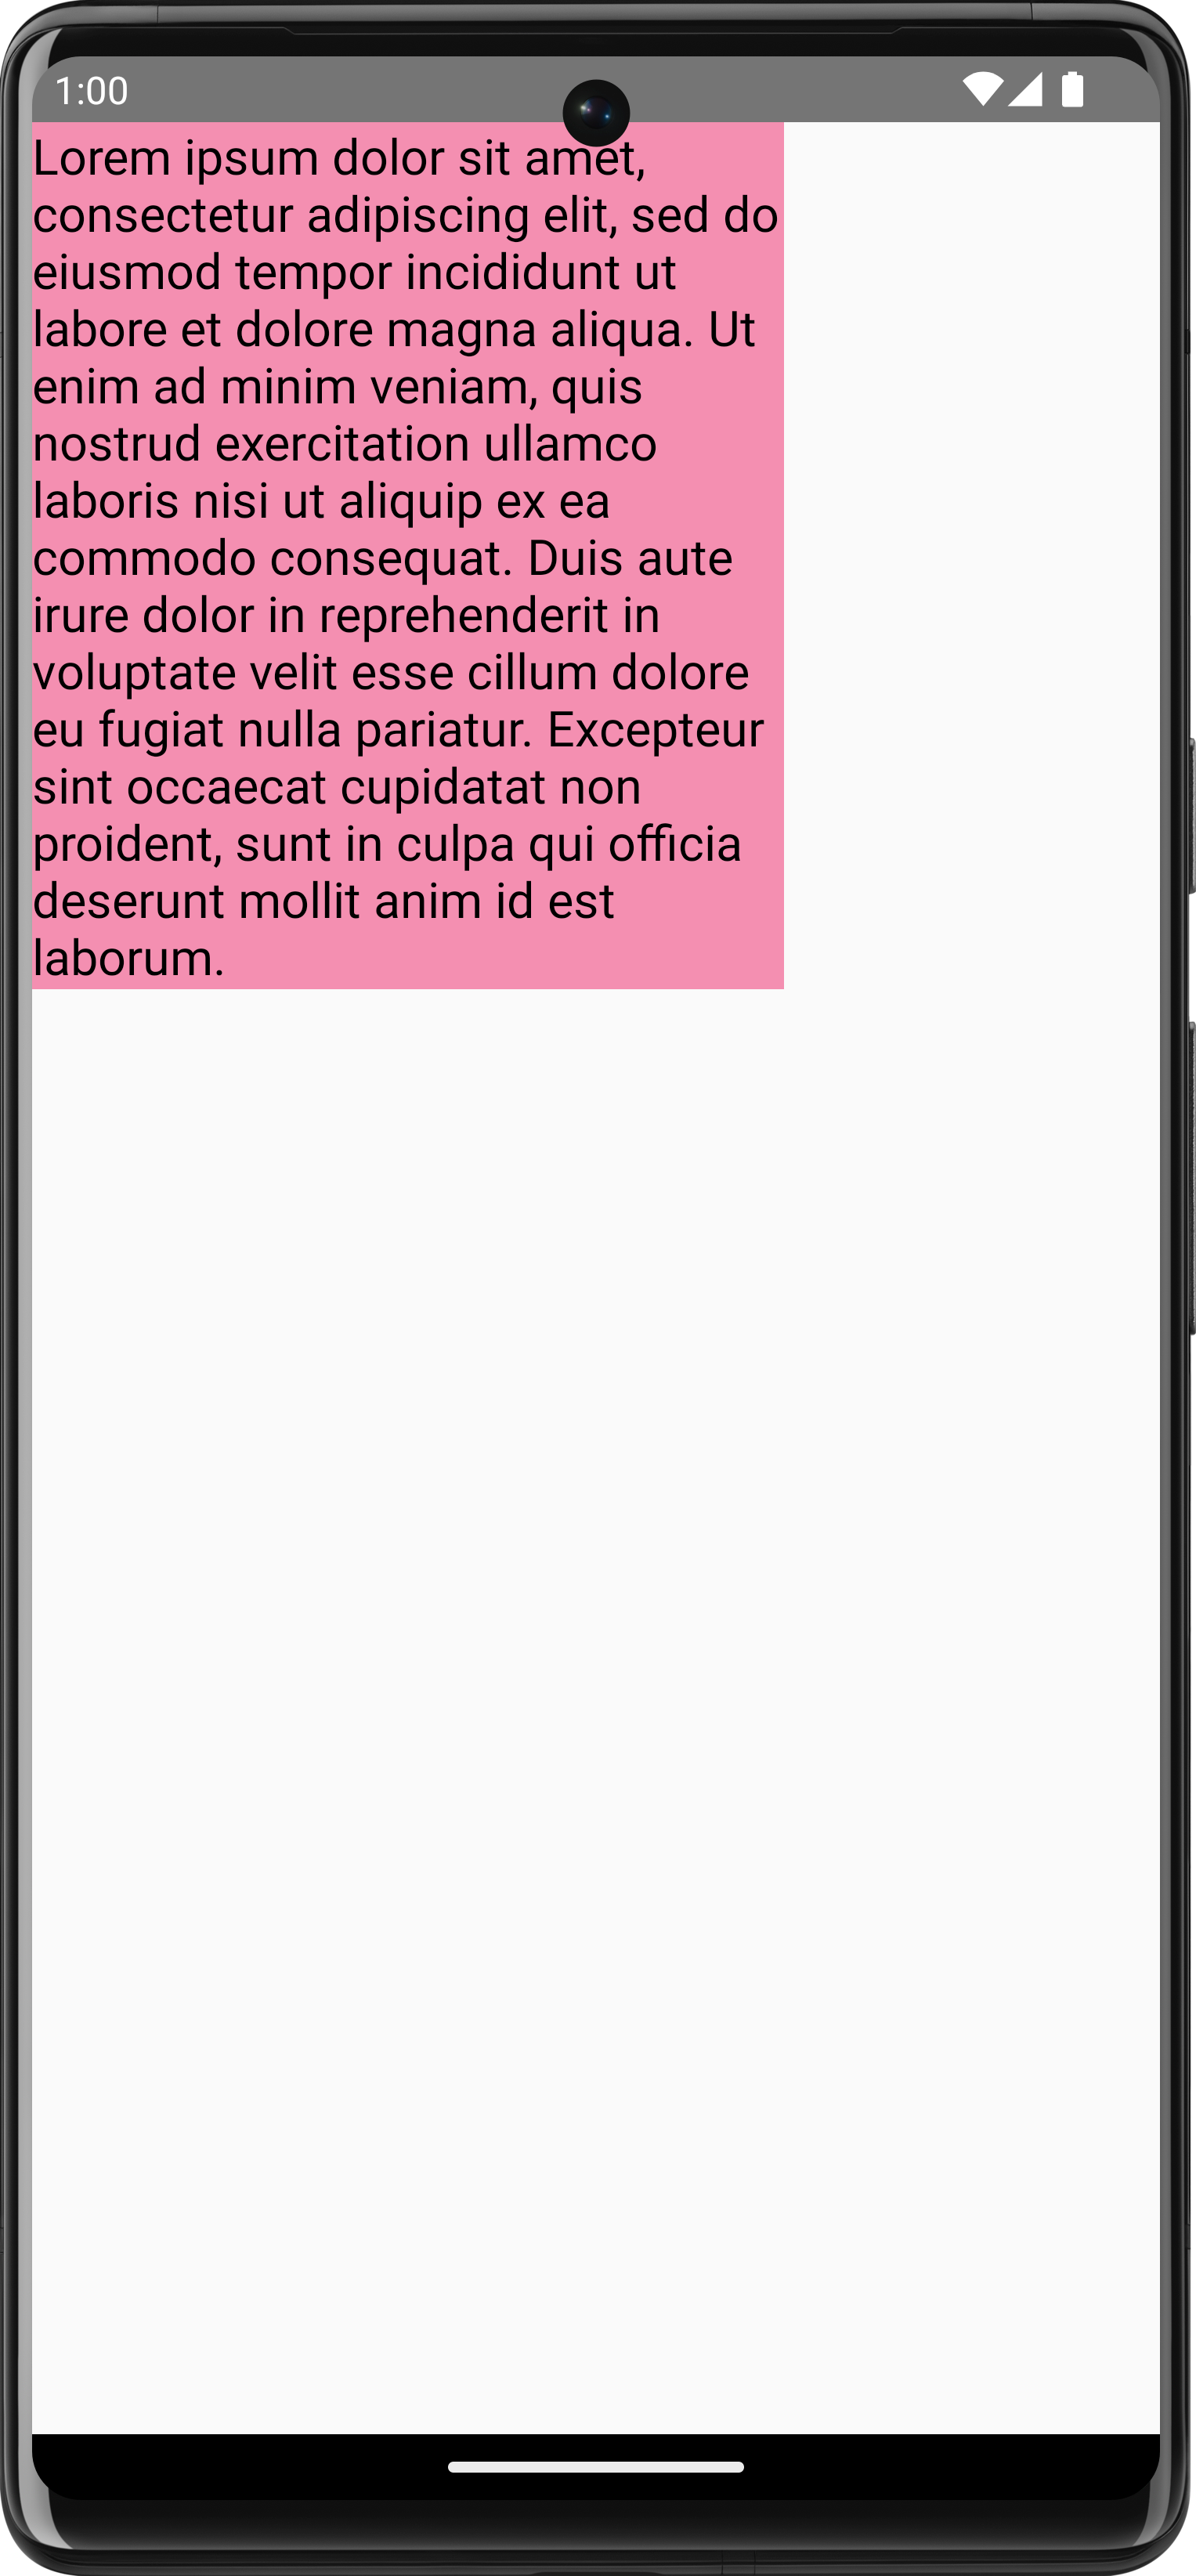 1:00
Lorem ipsum dolor sit amet,
consectetur adipiscing elit, sed do
eiusmod tempor incididunt ut
labore et dolore magna aliqua. Ut
enim ad minim veniam, quis
nostrud exercitation ullamco
laboris nisi ut aliquip ex ea
commodo consequat. Duis aute
irure dolor in reprehenderit in
voluptate velit esse cillum dolore
eu fugiat nulla pariatur. Excepteur
sint occaecat cupidatat non
proident, sunt in culpa qui officia
deserunt mollit anim id est
laborum.